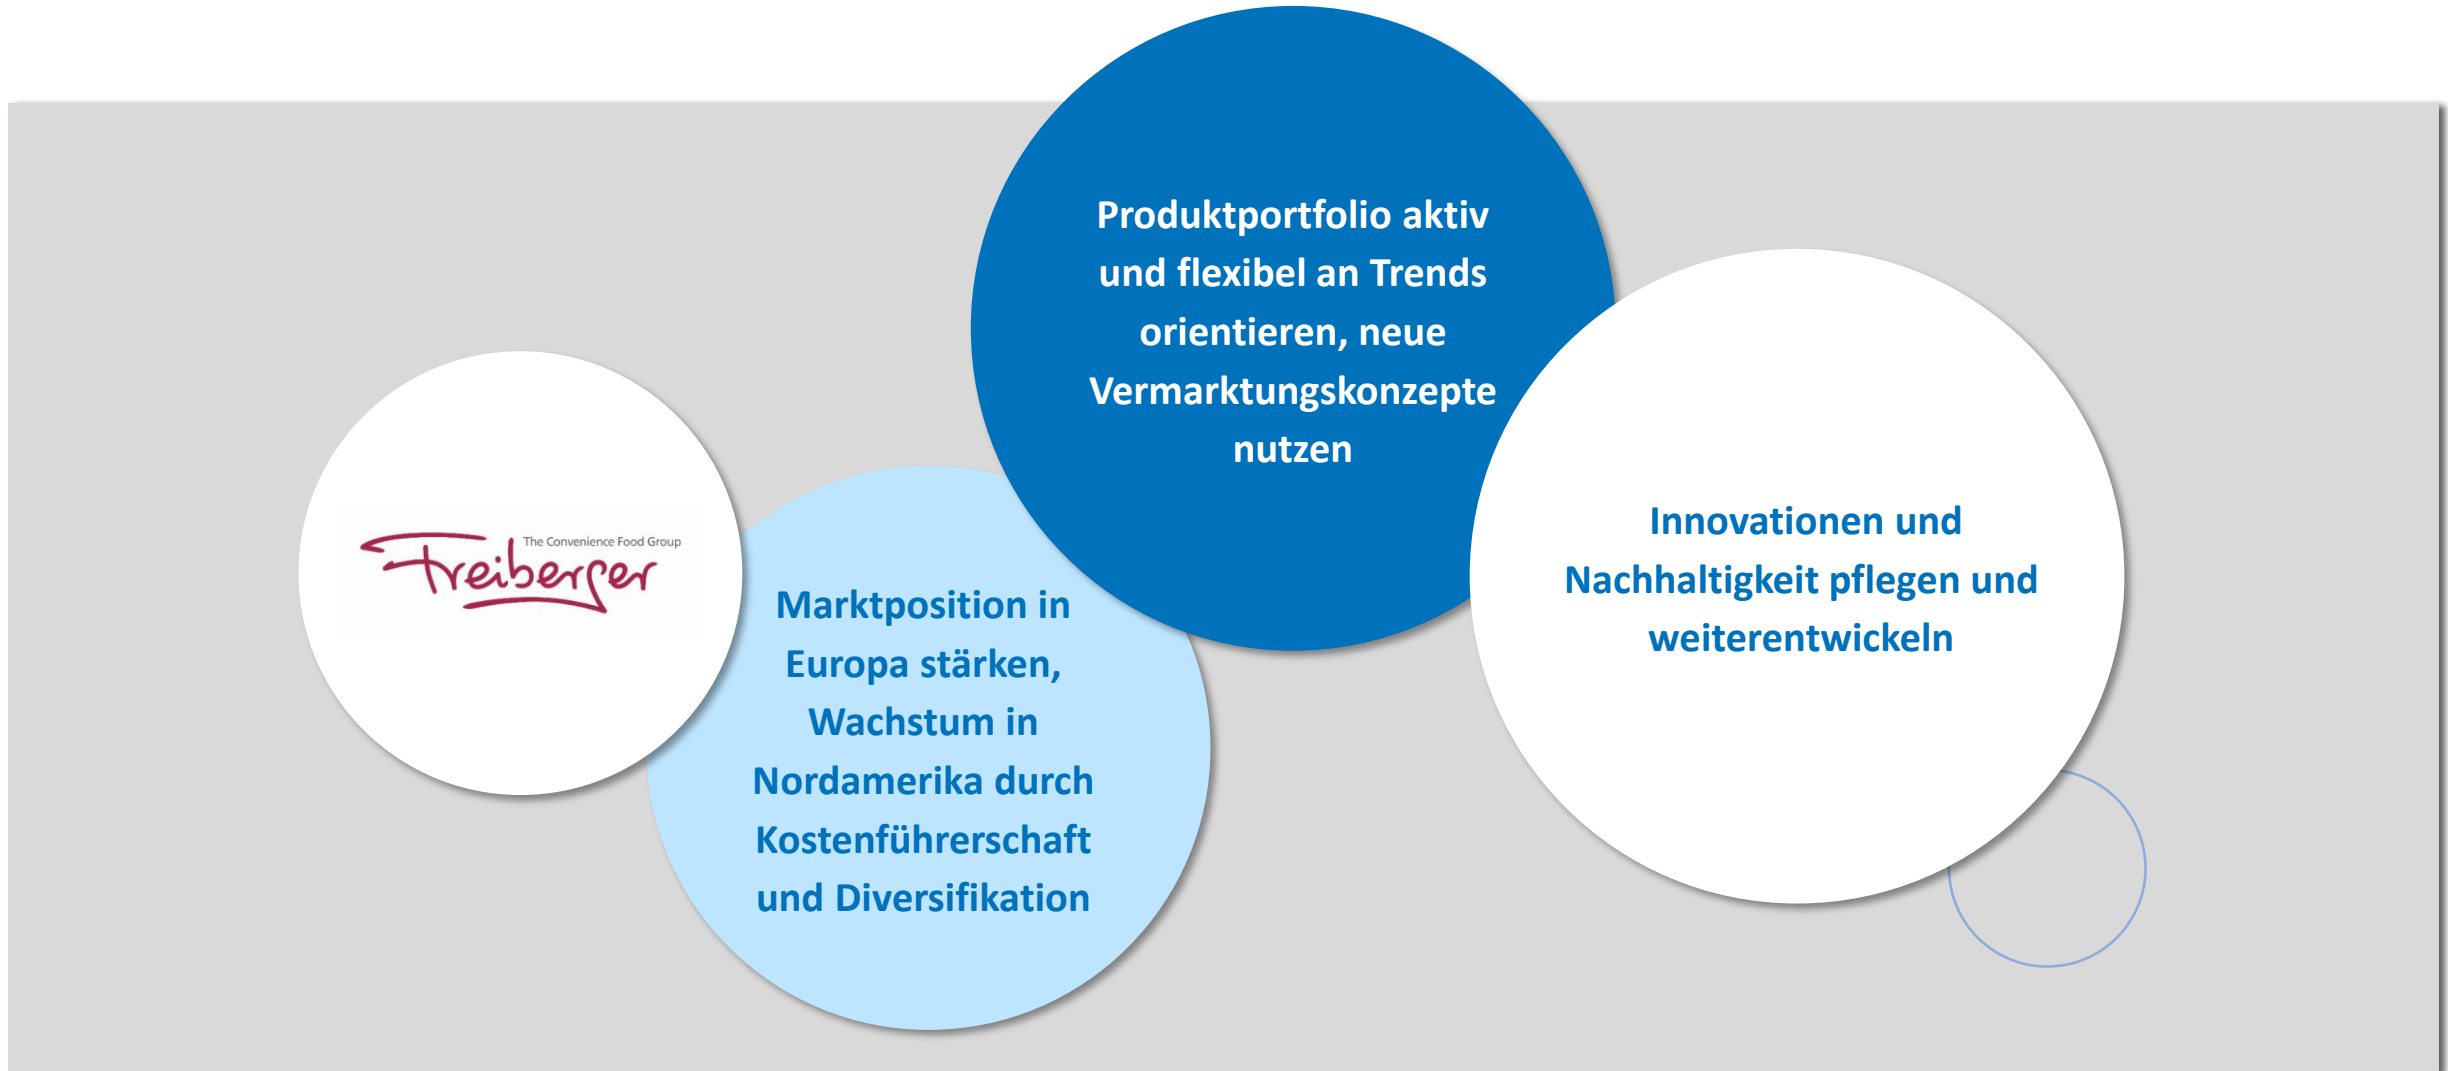 The Convenience Food Group
Freiberger
Marktposition in
Europa stärken,
Wachstum in
Nordamerika durch
Kostenführerschaft
und Diversifikation
Produktportfolio aktiv
und flexibel an Trends
orientieren, neue
Vermarktungskonzepte
nutzen
Innovationen und
Nachhaltigkeit pflegen und
weiterentwickeln